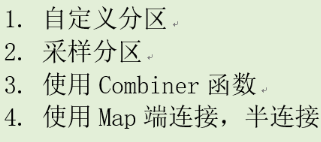 1. 自定义分区
2. 采样分区
3. 使用 Combiner 函数
4. 使用 Map 端连接，半连接